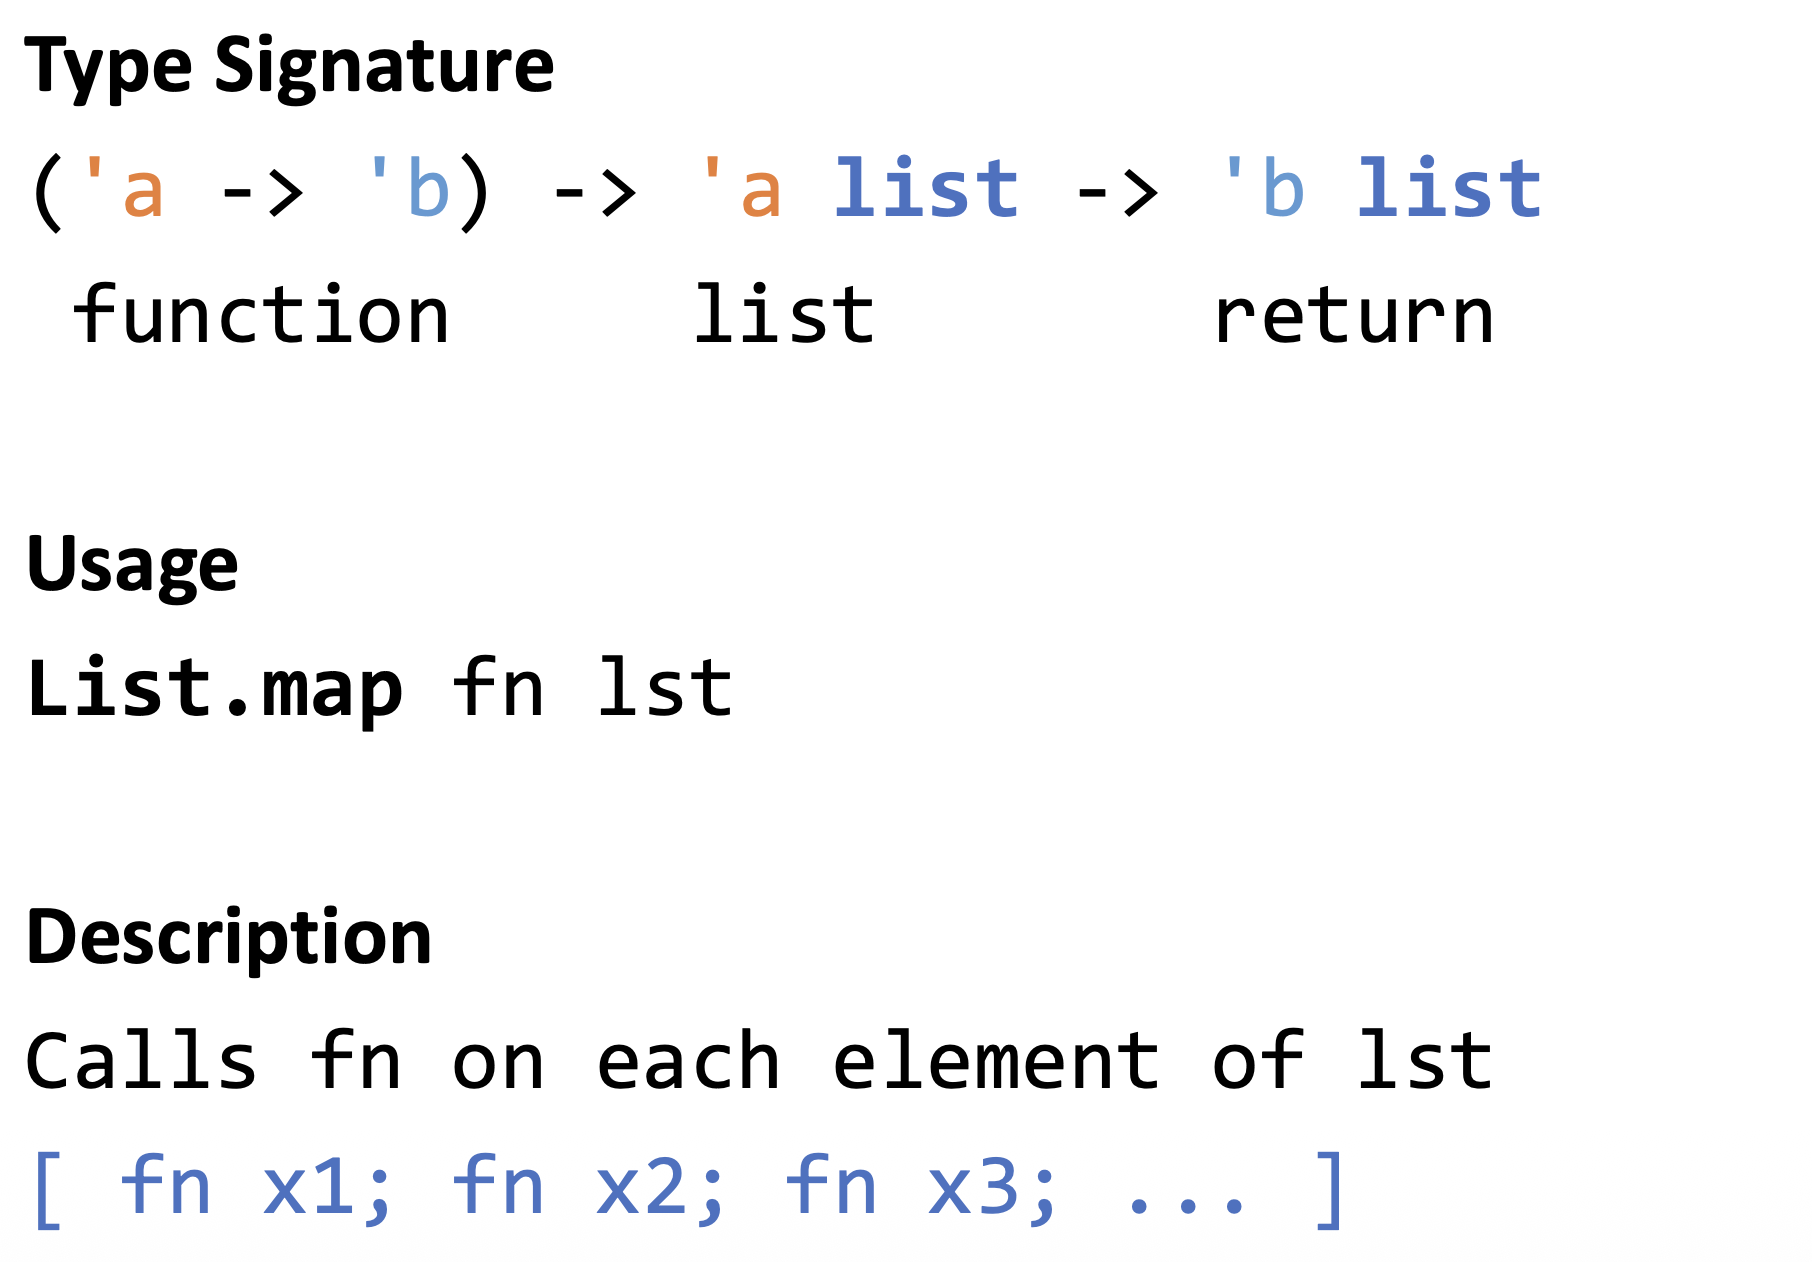 Type Signature
('a -> 'b) -> 'a list -> 'b list
function list return
Usage
List.map fn lst
Description
Calls fn on each element of lst
[ fn x1; fn x2; fn x3; ... ]